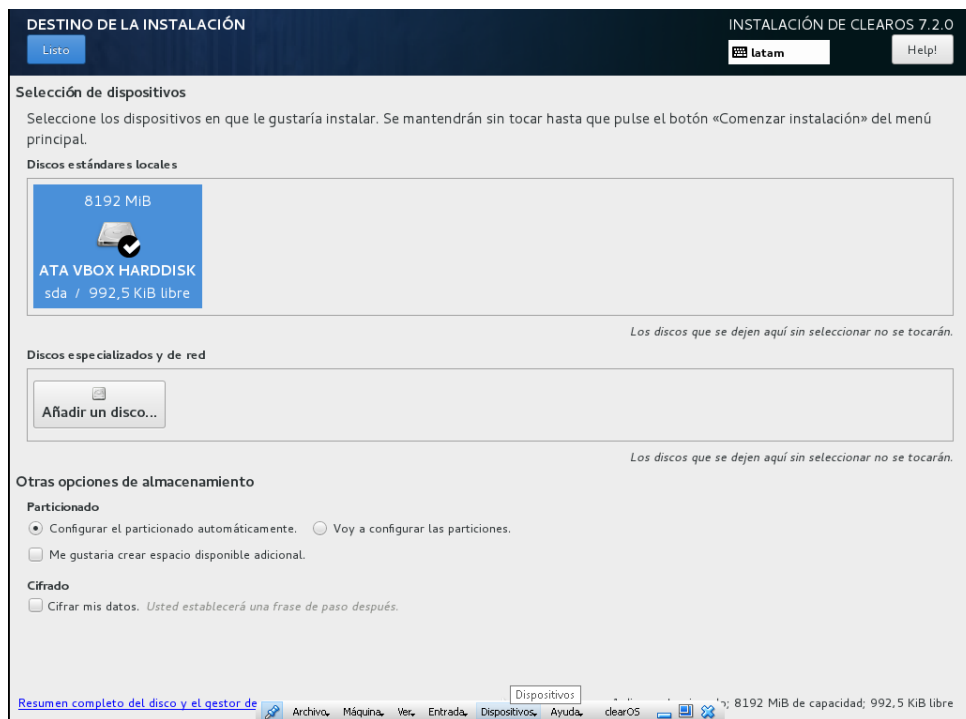 DESTINO DE LA INSTALACIÓN
INSTALACIÓN DE CLEAROS 7.2.0
Listo
latam
Help!
Selección de dispositivos
Seleccione los dispositivos en que le gustaría instalar. Se mantendrán sin tocar hasta que pulse el botón «Comenzar instalación» del menú
principal.
Discos estándares locales
8192 MiB
ATA VBOX HARDDISK
sda / 992,5 KiB libre
Los discos que se dejen aquí sin seleccionar no se tocarán.
Discos especializados y de red
Añadir un disco...
Los discos que se dejen aquí sin seleccionar no se tocarán.
Otras opciones de almacenamiento
Particionado
Configurar el particionado automáticamente. Voy a configurar las particiones.
Me gustaria crear espacio disponible adicional.
Cifrado
Cifrar mis datos. Usted establecerá una frase de paso después.
Dispositivos
Resumen completo del disco y el gestor de
8192 MiB de capacidad; 992,5 KiB libre
Archivo Máquina Ver Entrada Dispositivos Ayuda clearOS